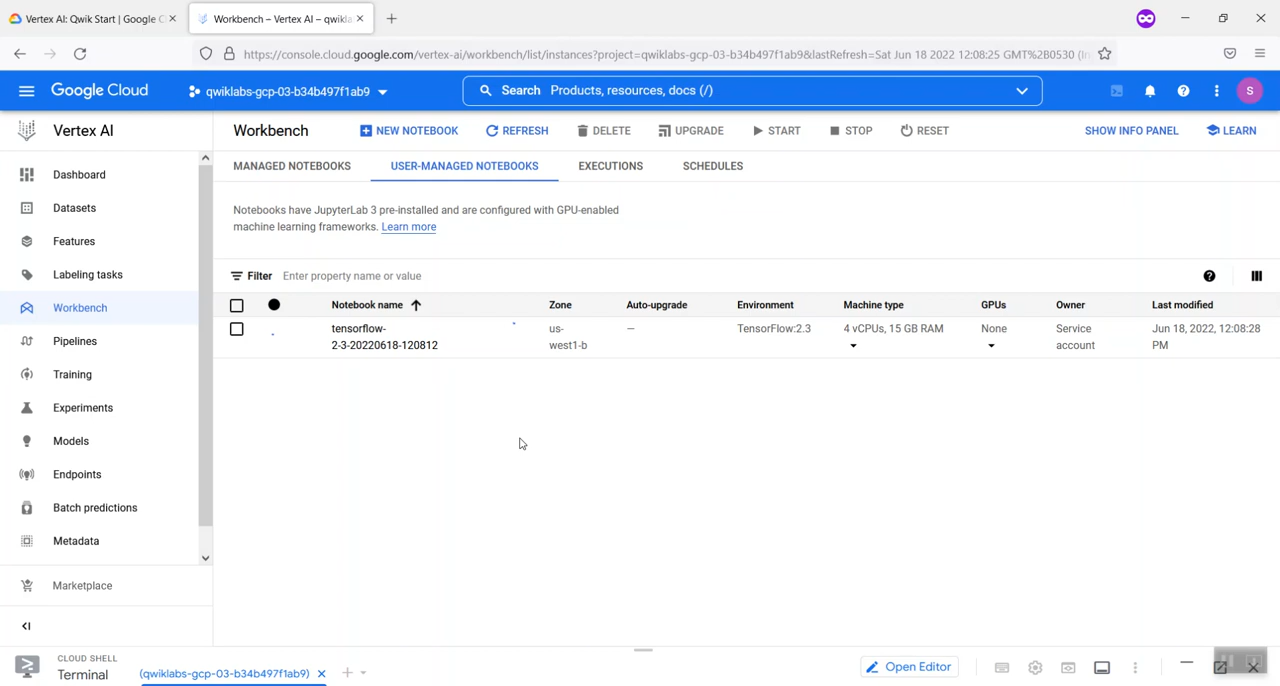 Vertex AI: Qwik Start | Google C
Workbench – Vertex AI – qwikla
https://console.cloud.google.com/vertex-ai/workbench/list/instances?project=qwiklabs-gcp-03-b34b497f1ab9&lastRefresh=Sat Jun 18 2022 12:08:25 GMT%2B0530 (In
Google Cloud
qwiklabs-gcp-03-b34b497f1ab9
Search Products, resources, docs (/)
S
Vertex AI
Workbench
NEW NOTEBOOK
REFRESH
DELETE
UPGRADE
START
STOP
RESET
SHOW INFO PANEL
LEARN
Dashboard
Datasets
Features
Labeling tasks
Workbench
Pipelines
Training
Experiments
Models
Endpoints
Batch predictions
Metadata
Marketplace
MANAGED NOTEBOOKS
USER-MANAGED NOTEBOOKS
EXECUTIONS
SCHEDULES
Notebooks have JupyterLab 3 pre-installed and are configured with GPU-enabled
machine learning frameworks. Learn more
Filter Enter property name or value
Notebook name
Zone
Auto-upgrade
Environment
Machine type
GPUs
Owner
Last modified
tensorflow-
2-3-20220618-120812
us-
west1-b
—
TensorFlow:2.3
4 vCPUs, 15 GB RAM
None
Service
account
Jun 18, 2022, 12:08:28
PM
CLOUD SHELL
Terminal
(qwiklabs-gcp-03-b34b497f1ab9)
Open Editor